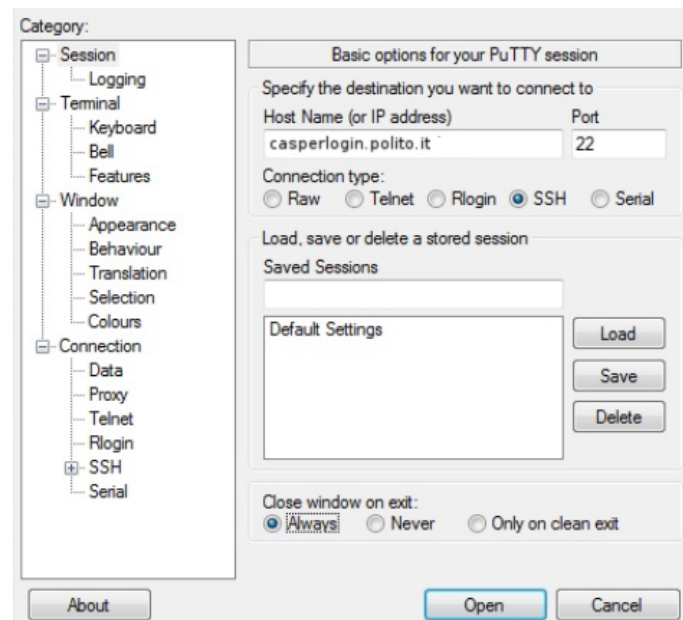 Category:
Session
Logging
Terminal
Keyboard
Bell
Features
Window
Appearance
Behaviour
Translation
Selection
Colours
Connection
Data
Proxy
Telnet
Rlogin
SSH
Serial
Basic options for your PuTTY session
Specify the destination you want to connect to
Host Name (or IP address) Port
casperlogin.polito.it 22
Connection type:
Raw Telnet Rlogin SSH Serial
Load, save or delete a stored session
Saved Sessions
Default Settings
Load
Save
Delete
Close window on exit:
Always Never Only on clean exit
About Open Cancel